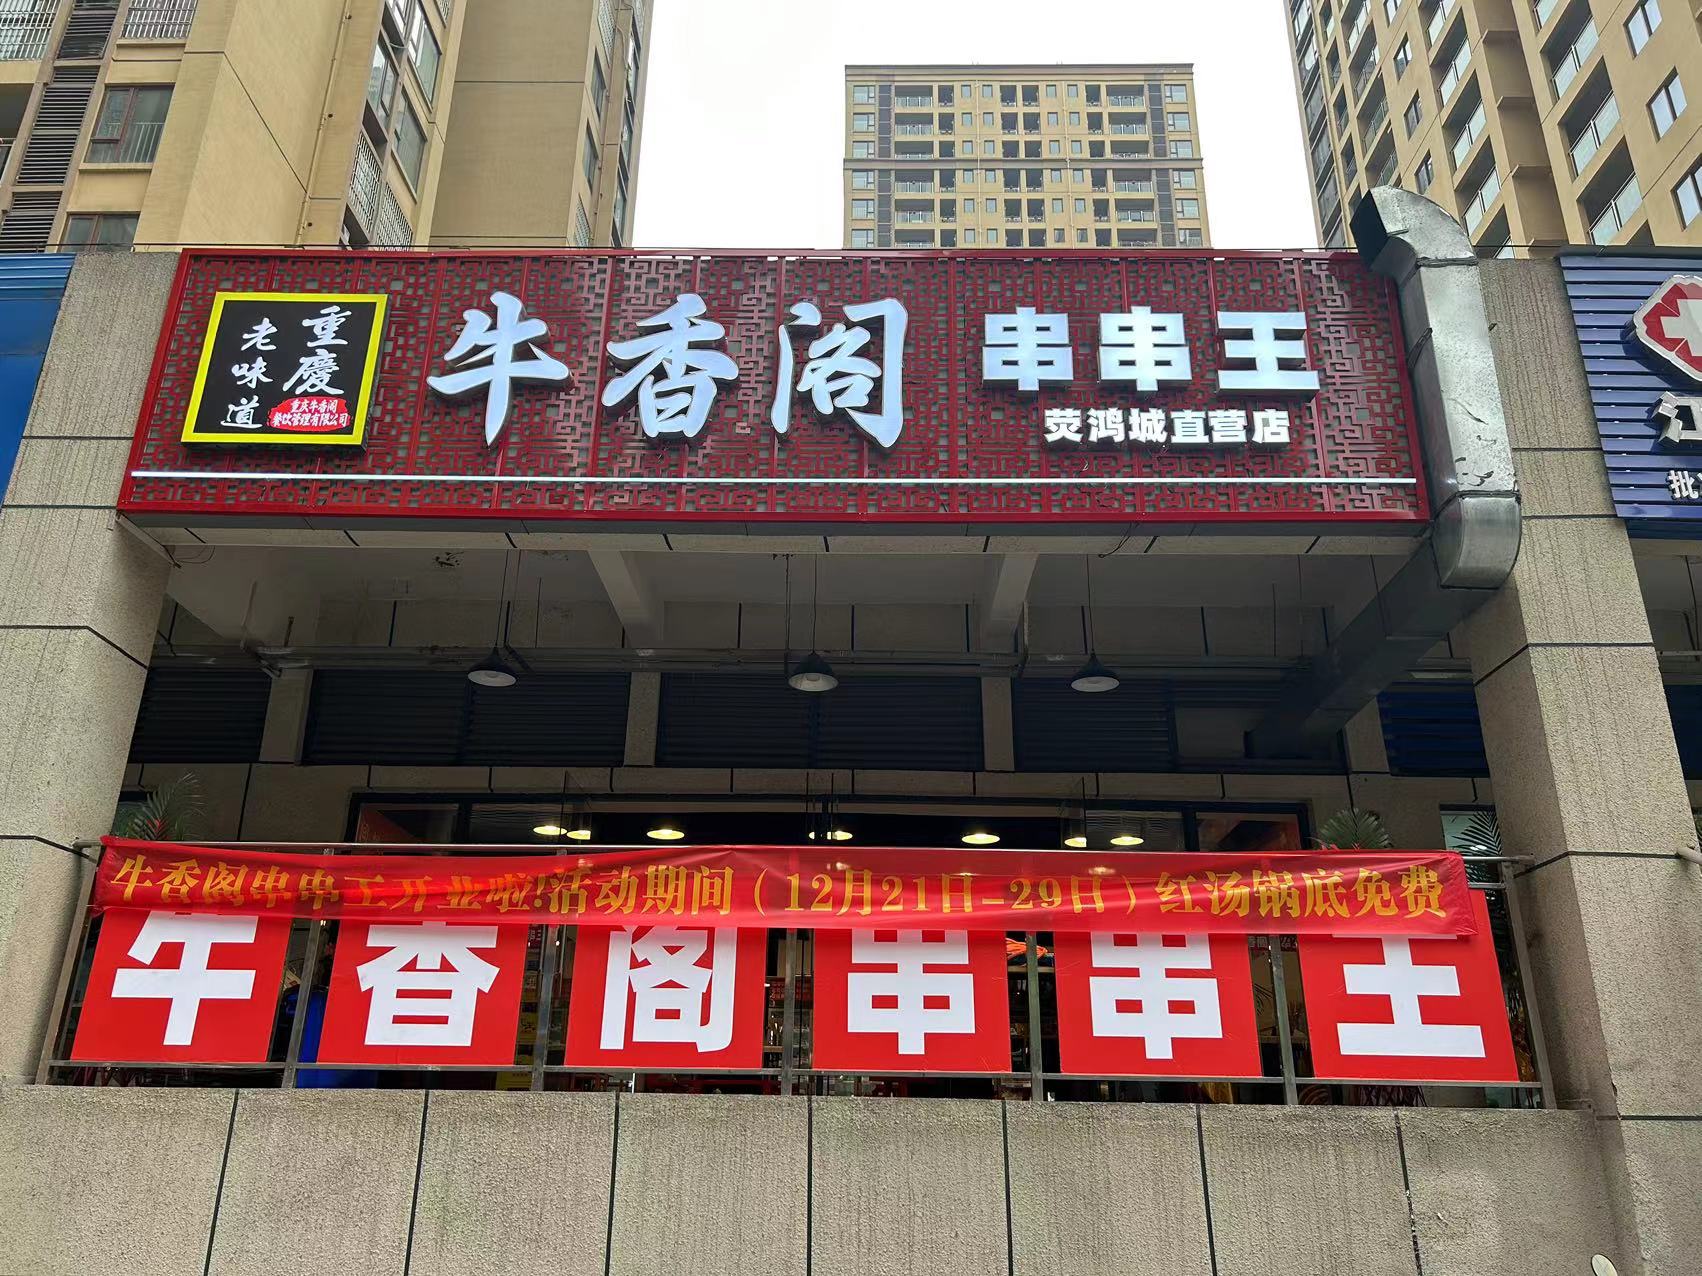 重慶
老味道
重庆牛香阁
餐饮管理有限公司
牛香阁
串串王
荧鸿城直营店
江
批
牛香阁串串王开业啦!活动期间（12月21日-29日）红汤锅底免费
牛香阁串串王